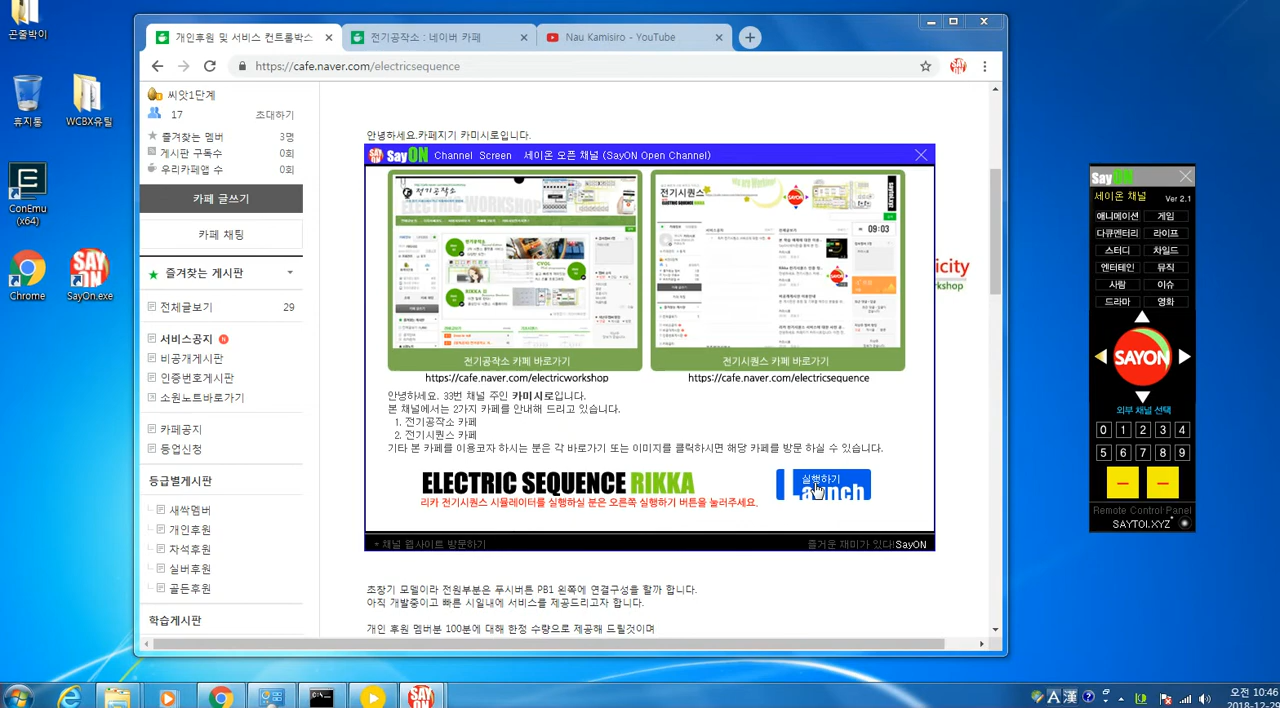 곤줄박이
휴지통
WCBX유틸
ConEmu
(x64)
Chrome
SayOn.exe
개인후원 및 서비스 컨트롤박스
전기공작소 : 네이버 카페
Nau Kamisiro - YouTube
https://cafe.naver.com/electricsequence
씨앗1단계
17
초대하기
즐겨찾는 멤버 3명
게시판 구독수 0회
우리카페앱 수 0회
카페 글쓰기
카페 채팅
즐겨찾는 게시판
전체글보기 29
서비스공지
비공개게시판
인증번호게시판
소원노트바로가기
카페공지
등업신청
등급별게시판
새싹멤버
개인후원
차석후원
실버후원
골든후원
학습게시판
안녕하세요.카페지기 카미시로입니다.
SAY ON SayON Channel Screen 세이온 오픈 채널 (SayON Open Channel)
전기공작소
ELECTRIC WORKSHOP
전기시퀀스
09:03
전기공작소 카페 바로가기
전기시퀀스 카페 바로가기
https://cafe.naver.com/electricworkshop
https://cafe.naver.com/electricsequence
안녕하세요. 33번 채널 주인 카미시로입니다.
본 채널에서는 2가지 카페를 안내해 드리고 있습니다.
1. 전기공작소 카페
2. 전기시퀀스 카페
기타 본 카페를 이용코자 하시는 분은 각 바로가기 또는 이미지를 클릭하시면 해당 카페를 방문 하실 수 있습니다.
ELECTRIC SEQUENCE RIKKA
리카 전기시퀀스 시뮬레이터를 실행하실 분은 오른쪽 실행하기 버튼을 눌러주세요.
실행하기
Launch
+ 채널 웹사이트 방문하기
즐거운 재미가 있다!SayON
초창기 모델이라 전원부분은 푸시버튼 PB1 왼쪽에 연결구성을 할까 합니다.
아직 개발중이고 빠른 시일내에 서비스를 제공드리고자 합니다.
개인 후원 멤버분 100분에 대해 한정 수량으로 제공해 드릴것이며
SayON
세이온 채널 Ver 2.1
애니메이션 게임
다큐멘터리 라이프
스터디 차일드
엔터테인 뮤직
사람 이슈
드라마 영화
SAYON
외부 채널 선택
0 1 2 3 4
5 6 7 8 9
Remote Control Panel
SAYTOI.XYZ
SAY ON
A 漢
오전 10:46
2018-12-29